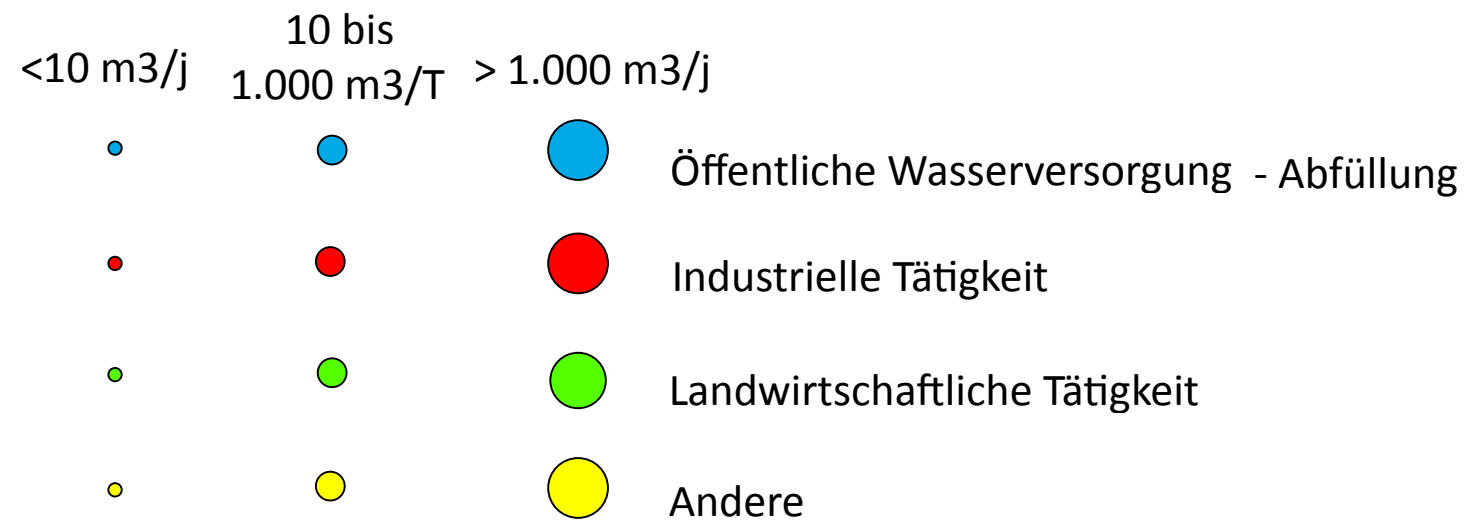 <10 m3/j
10 bis
1.000 m3/T
> 1.000 m3/j
Öffentliche Wasserversorgung - Abfüllung
Industrielle Tätigkeit
Landwirtschaftliche Tätigkeit
Andere